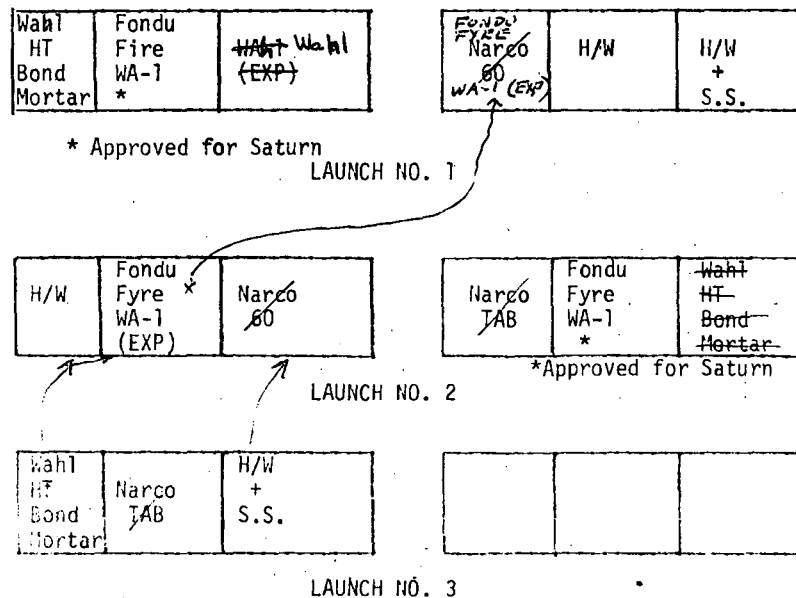 Wahl
HT
Bond
Mortar
Fondu
Fire
WA-1
*
Wahl
(EXP)
FONDU
FYRE
Narco
60
WA-1 (EXP)
H/W
H/W
+
S.S.
* Approved for Saturn
LAUNCH NO. 1
H/W
Fondu
Fyre *
WA-1
(EXP)
Narco
60
Narco
TAB
Fondu
Fyre
WA-1
*
Wahl
HT
Bond
Mortar
*Approved for Saturn
LAUNCH NO. 2
Wahl
HT
Bond
Mortar
Narco
TAB
H/W
+
S.S.
LAUNCH NO. 3